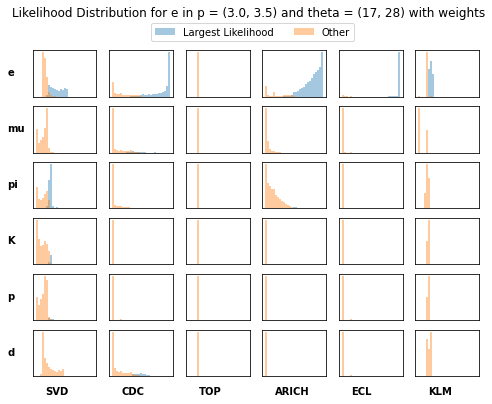 Likelihood Distribution for e in p = (3.0, 3.5) and theta = (17, 28) with weights
Largest Likelihood Other
e
mu
pi
K
p
d
SVD CDC TOP ARICH ECL KLM